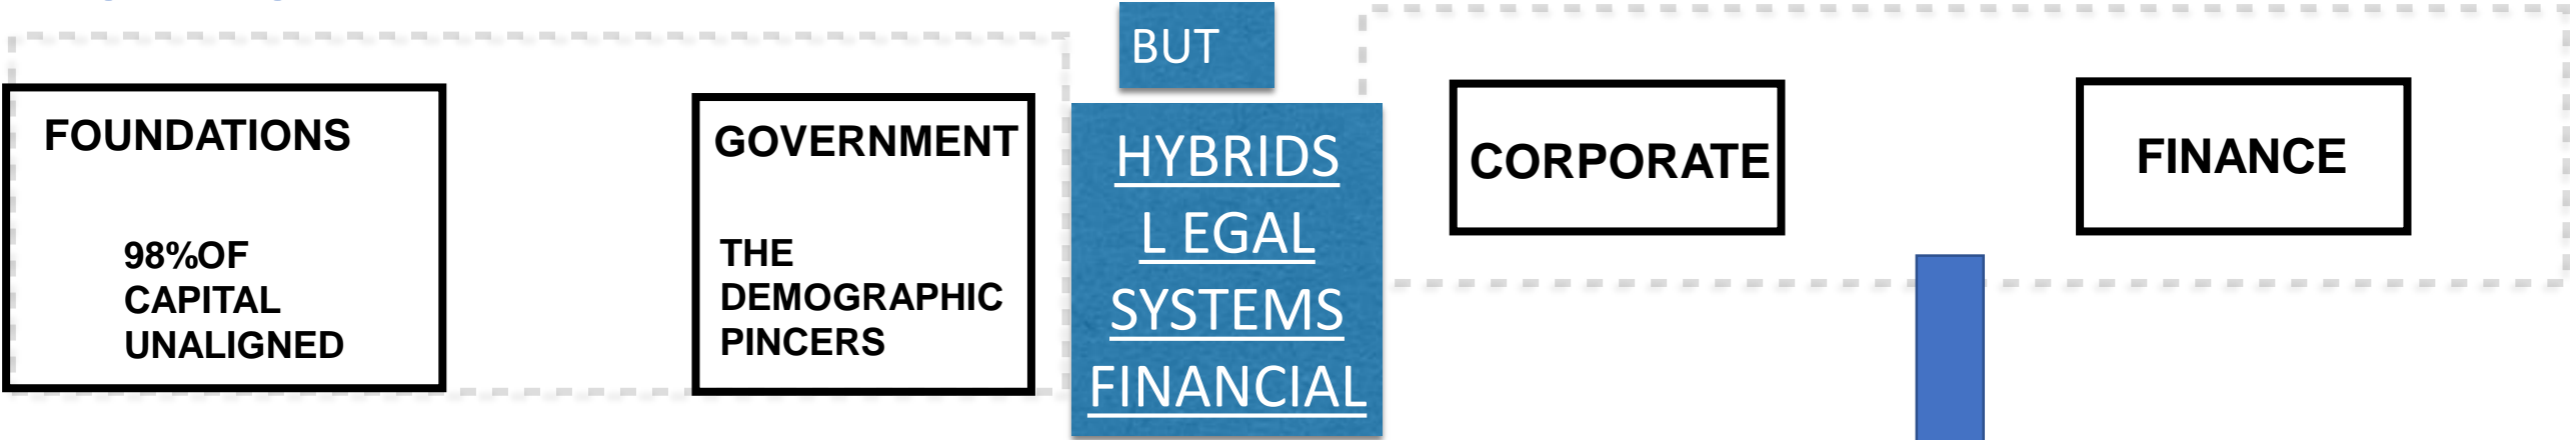 BUT
FOUNDATIONS
98%OF
CAPITAL
UNALIGNED
GOVERNMENT
THE
DEMOGRAPHIC
PINCERS
HYBRIDS
L EGAL
SYSTEMS
FINANCIAL
CORPORATE
FINANCE